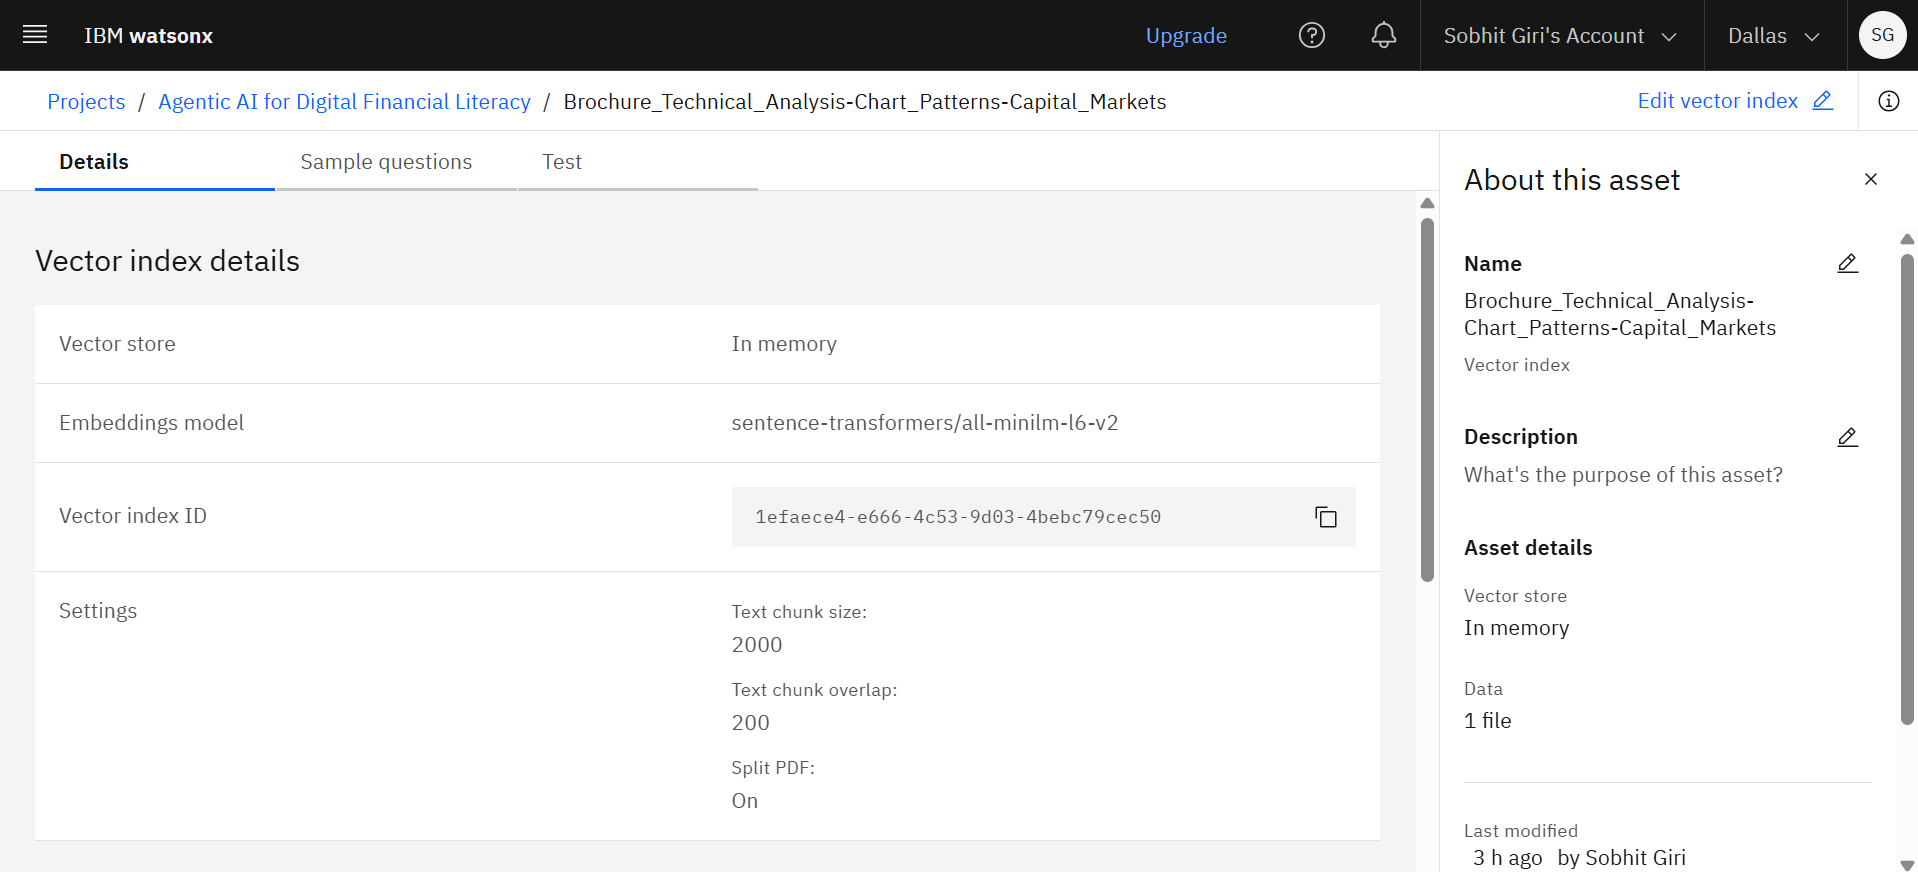 IBM watsonx
Upgrade
Sobhit Giri's Account
Dallas
SG
Projects / Agentic AI for Digital Financial Literacy / Brochure_Technical_Analysis-Chart_Patterns-Capital_Markets
Edit vector index
Details
Sample questions
Test
Vector index details
Vector store
In memory
Embeddings model
sentence-transformers/all-minilm-l6-v2
Vector index ID
1efaece4-e666-4c53-9d03-4bebc79cec50
Settings
Text chunk size:
2000
Text chunk overlap:
200
Split PDF:
On
About this asset
Name
Brochure_Technical_Analysis-
Chart_Patterns-Capital_Markets
Vector index
Description
What's the purpose of this asset?
Asset details
Vector store
In memory
Data
1 file
Last modified
3 h ago by Sobhit Giri